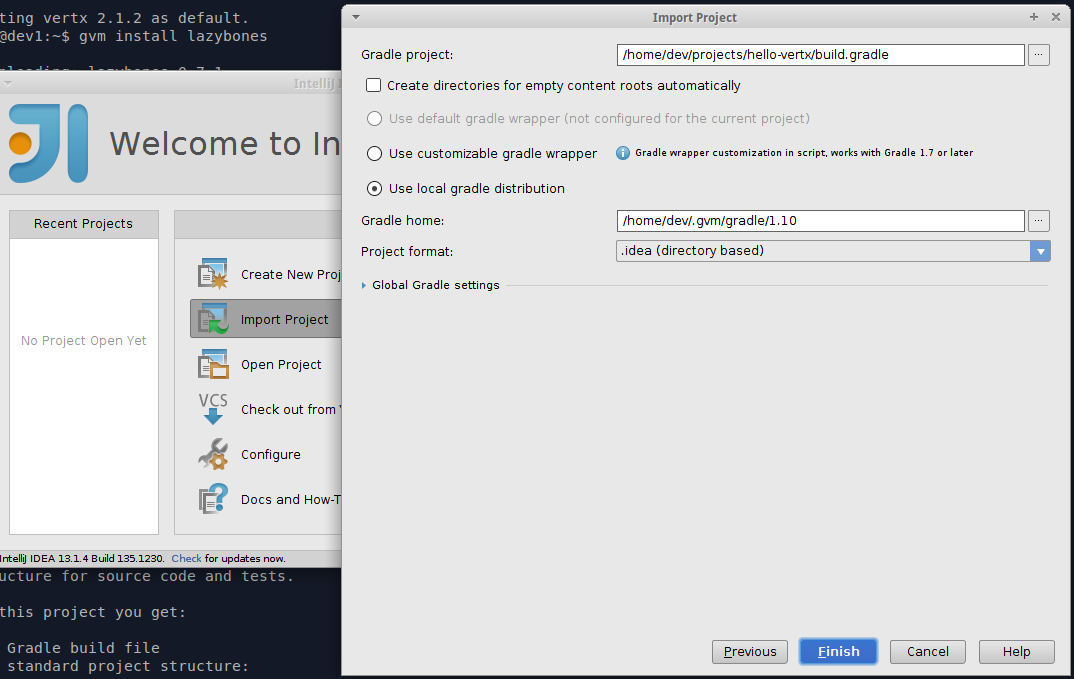 ting vertx 2.1.2 as default.
@dev1:~$ gvm install lazybones
IntelliJ I
JI
Welcome to In
Recent Projects
No Project Open Yet
Create New Proj
Import Project
Open Project
VCS
Check out from
Configure
Docs and How-T
IntelliJ IDEA 13.1.4 Build 135.1230. Check for updates now.
ucture for source code and tests.
this project you get:
Gradle build file
standard project structure:
Import Project
Gradle project:
/home/dev/projects/hello-vertx/build.gradle
...
Create directories for empty content roots automatically
Use default gradle wrapper (not configured for the current project)
Use customizable gradle wrapper
Gradle wrapper customization in script, works with Gradle 1.7 or later
Use local gradle distribution
Gradle home:
/home/dev/.gvm/gradle/1.10
...
Project format:
.idea (directory based)
Global Gradle settings
Previous
Finish
Cancel
Help